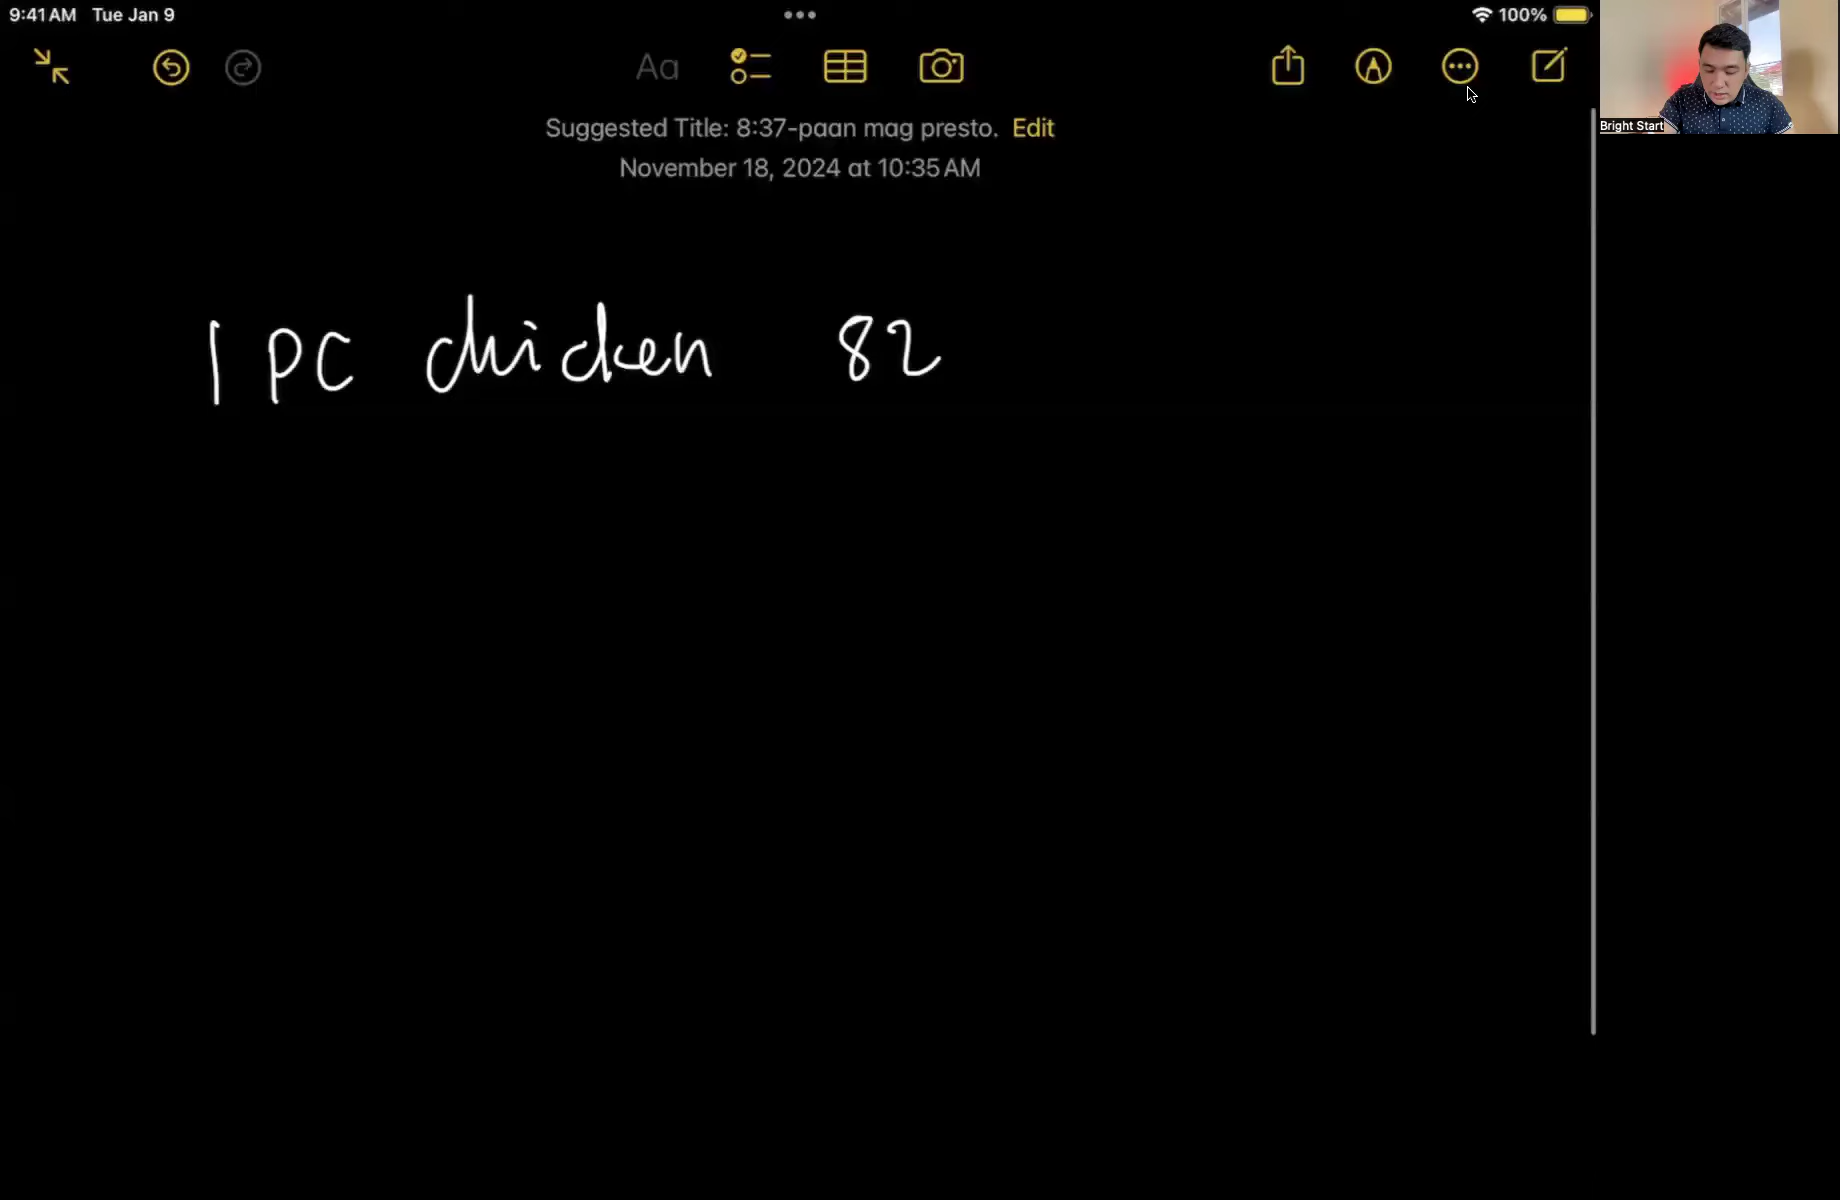 9:41 AM Tue Jan 9
100%
Aa
Suggested Title: 8:37-paan mag presto. Edit
November 18, 2024 at 10:35 AM
Bright Start
1 PC chicken 82